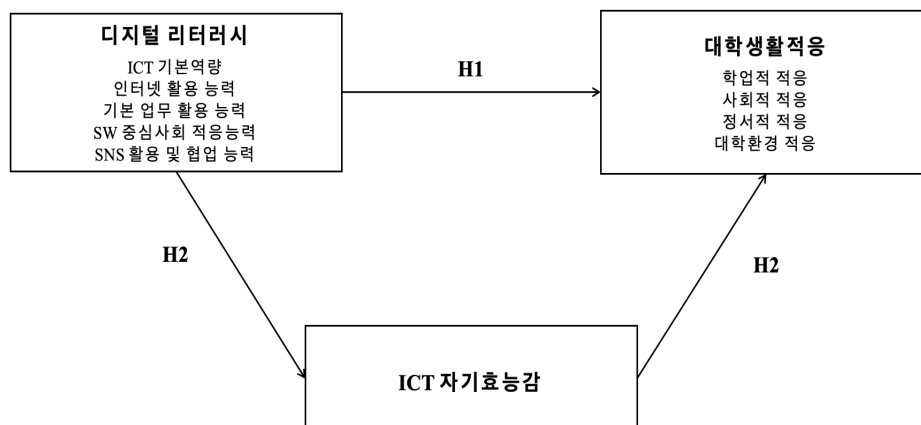 디지털 리터러시
ICT 기본역량
인터넷 활용 능력
기본 업무 활용 능력
SW 중심사회 적응능력
SNS 활용 및 협업 능력
H1
대학생활적응
학업적 적응
사회적 적응
정서적 적응
대학환경 적응
H2
H2
ICT 자기효능감